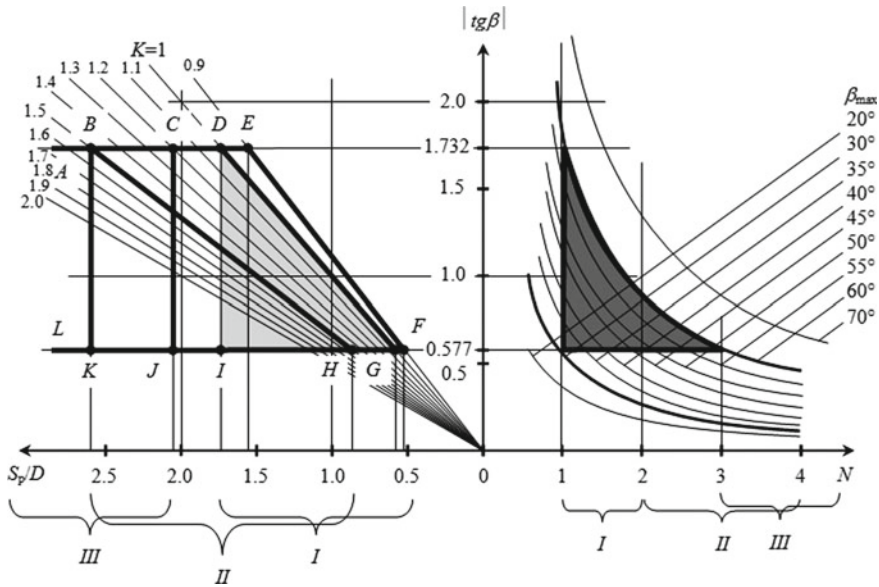 | tgβ |
K=1
0.9
1.1
1.2
1.3
1.4
1.5
1.6
1.7
1.8
1.9
2.0
A
B
C
D
E
2.0
1.732
1.5
1.0
0.577
0.5
βmax
20°
30°
35°
40°
45°
50°
55°
60°
70°
L
K
J
I
H
G
F
Sp/D
2.5
2.0
1.5
1.0
0.5
0
1
2
3
4
N
III
II
I
I
II
III